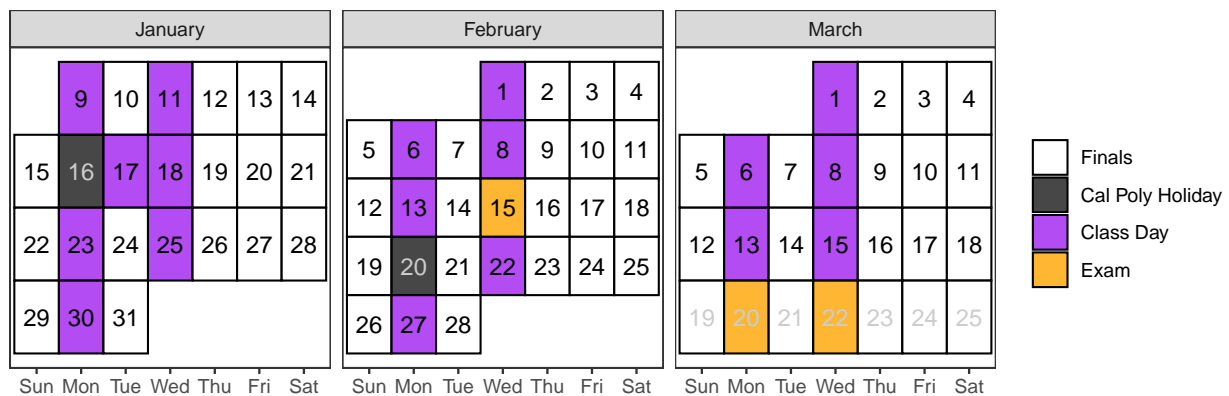 January
9 10 11 12 13 14
15 16 17 18 19 20 21
22 23 24 25 26 27 28
29 30 31
Sun Mon Tue Wed Thu Fri Sat
February
1 2 3 4
5 6 7 8 9 10 11
12 13 14 15 16 17 18
19 20 21 22 23 24 25
26 27 28
Sun Mon Tue Wed Thu Fri Sat
March
1 2 3 4
5 6 7 8 9 10 11
12 13 14 15 16 17 18
19 20 21 22 23 24 25
Sun Mon Tue Wed Thu Fri Sat
Finals
Cal Poly Holiday
Class Day
Exam